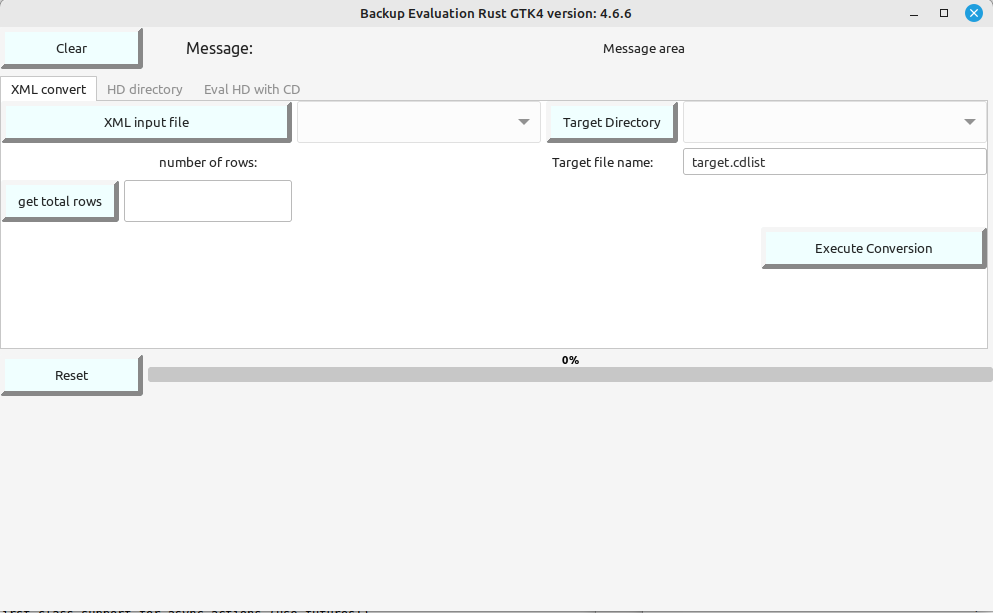 Backup Evaluation Rust GTK4 version: 4.6.6
Clear Message: Message area
XML convert HD directory Eval HD with CD
XML input file Target Directory
number of rows: Target file name: target.cdlist
get total rows
Execute Conversion
0%
Reset